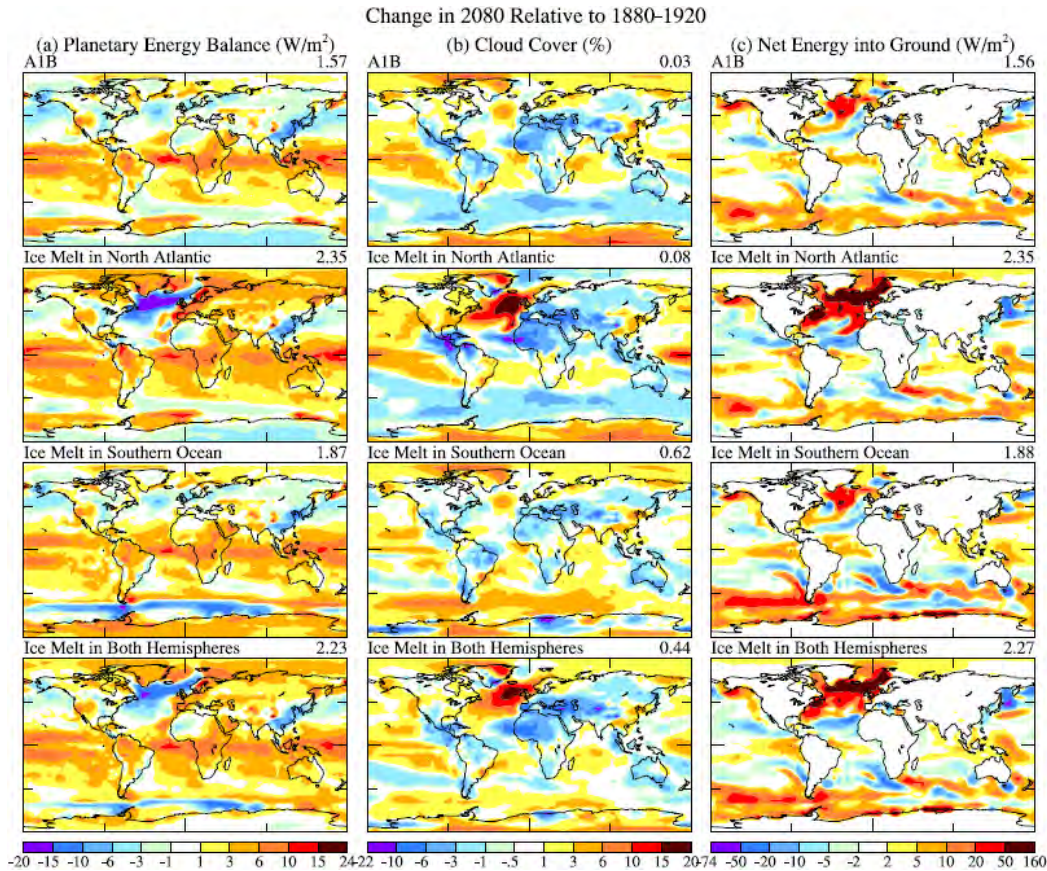 Change in 2080 Relative to 1880-1920
(a) Planetary Energy Balance (W/m²) (b) Cloud Cover (%) (c) Net Energy into Ground (W/m²)
A1B 1.57 A1B 0.03 A1B 1.56
Ice Melt in North Atlantic 2.35 Ice Melt in North Atlantic 0.08 Ice Melt in North Atlantic 2.35
Ice Melt in Southern Ocean 1.87 Ice Melt in Southern Ocean 0.62 Ice Melt in Southern Ocean 1.88
Ice Melt in Both Hemispheres 2.23 Ice Melt in Both Hemispheres 0.44 Ice Melt in Both Hemispheres 2.27
-20 -15 -10 -6 -3 -1 1 3 6 10 15 24 -22 -10 -6 -3 -1 -.5 1 3 6 10 15 20 -74 -50 -20 -10 -5 -2 2 5 10 20 50 160